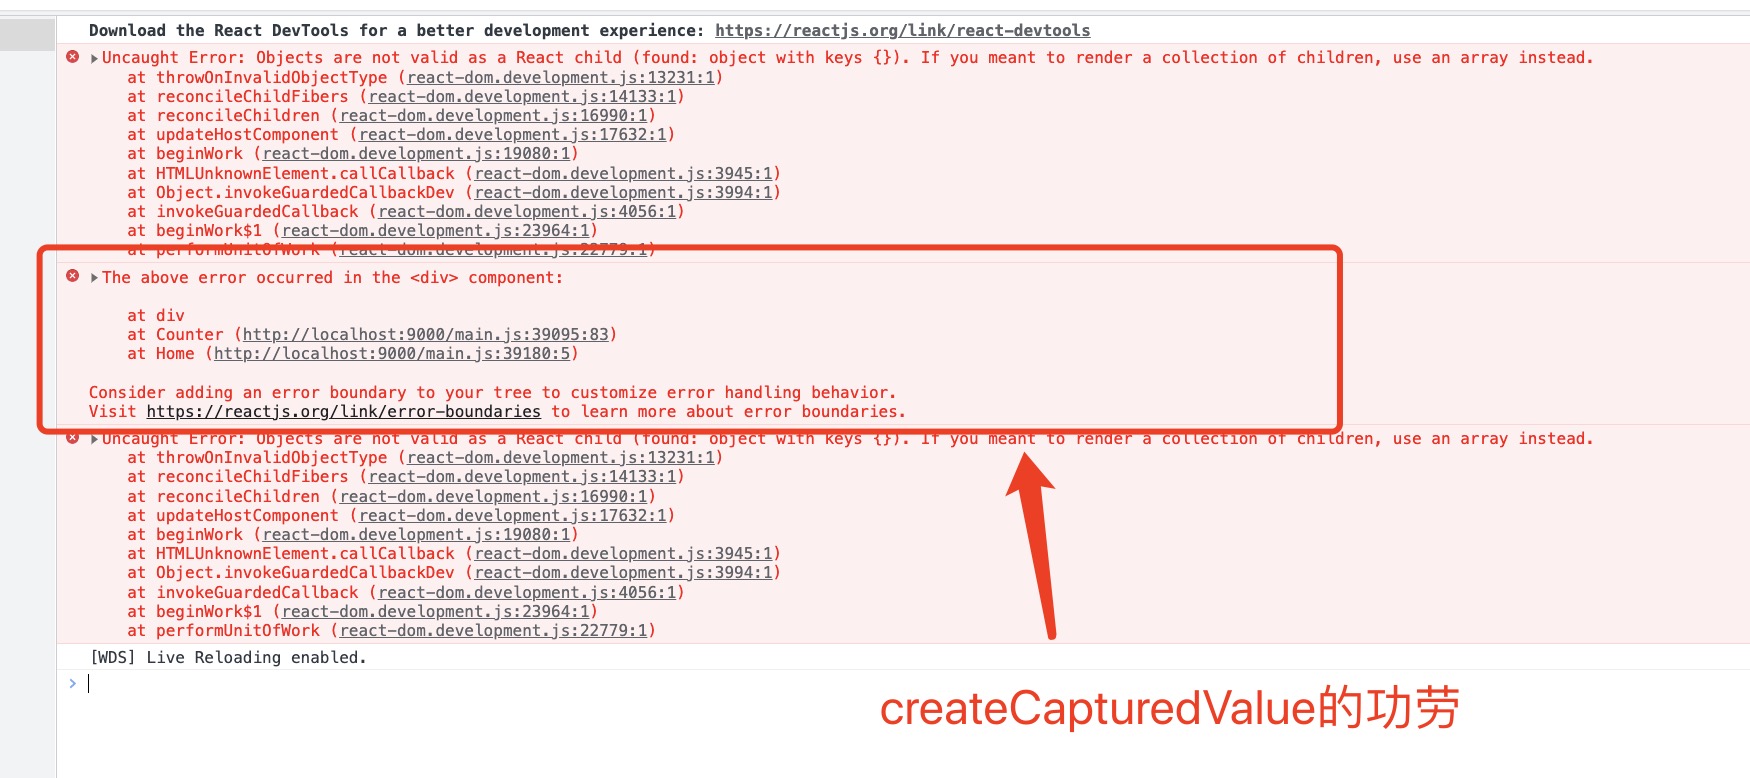 Download the React DevTools for a better development experience: https://reactjs.org/link/react-devtools
Uncaught Error: Objects are not valid as a React child (found: object with keys {}). If you meant to render a collection of children, use an array instead.
at throwOnInvalidObjectType (react-dom.development.js:13231:1)
at reconcileChildFibers (react-dom.development.js:14133:1)
at reconcileChildren (react-dom.development.js:16990:1)
at updateHostComponent (react-dom.development.js:17632:1)
at beginWork (react-dom.development.js:19080:1)
at HTMLUnknownElement.callCallback (react-dom.development.js:3945:1)
at Object.invokeGuardedCallbackDev (react-dom.development.js:3994:1)
at invokeGuardedCallback (react-dom.development.js:4056:1)
at beginWork$1 (react-dom.development.js:23964:1)
at performUnitOfWork (react-dom.development.js:22779:1)
The above error occurred in the <div> component:
at div
at Counter (http://localhost:9000/main.js:39095:83)
at Home (http://localhost:9000/main.js:39180:5)
Consider adding an error boundary to your tree to customize error handling behavior.
Visit https://reactjs.org/link/error-boundaries to learn more about error boundaries.
Uncaught Error: Objects are not valid as a React child (found: object with keys {}). If you meant to render a collection of children, use an array instead.
at throwOnInvalidObjectType (react-dom.development.js:13231:1)
at reconcileChildFibers (react-dom.development.js:14133:1)
at reconcileChildren (react-dom.development.js:16990:1)
at updateHostComponent (react-dom.development.js:17632:1)
at beginWork (react-dom.development.js:19080:1)
at HTMLUnknownElement.callCallback (react-dom.development.js:3945:1)
at Object.invokeGuardedCallbackDev (react-dom.development.js:3994:1)
at invokeGuardedCallback (react-dom.development.js:4056:1)
at beginWork$1 (react-dom.development.js:23964:1)
at performUnitOfWork (react-dom.development.js:22779:1)
[WDS] Live Reloading enabled.
createCapturedValue的功劳